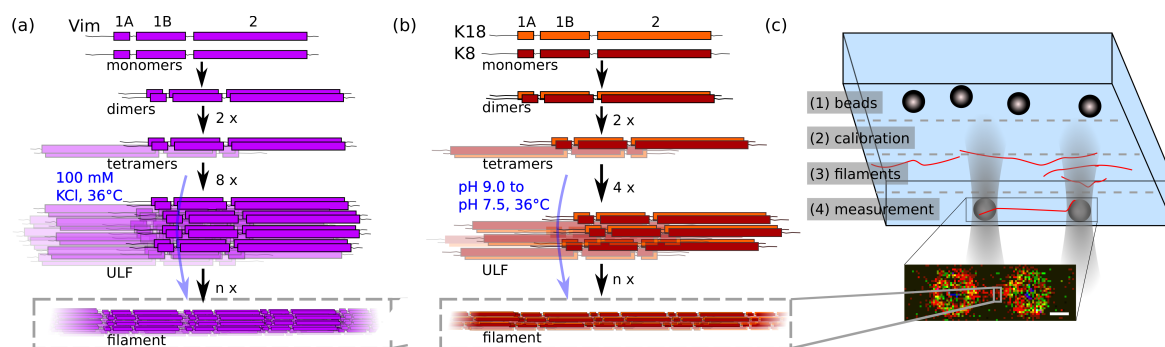 (a)
Vim
1A 1B 2
monomers
dimers
2 x
tetramers
100 mM
KCl, 36°C
8 x
ULF
n x
filament
(b)
1A 1B 2
K18
K8
monomers
dimers
2 x
tetramers
pH 9.0 to
pH 7.5, 36°C
4 x
ULF
n x
filament
(c)
(1) beads
(2) calibration
(3) filaments
(4) measurement